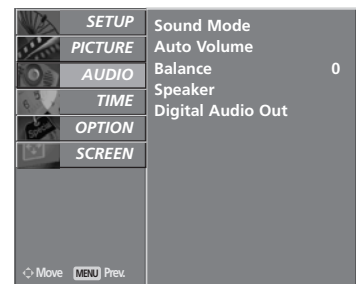 SETUP
PICTURE
AUDIO
TIME
OPTION
SCREEN
Move MENU Prev.
Sound Mode
Auto Volume
Balance 0
Speaker
Digital Audio Out